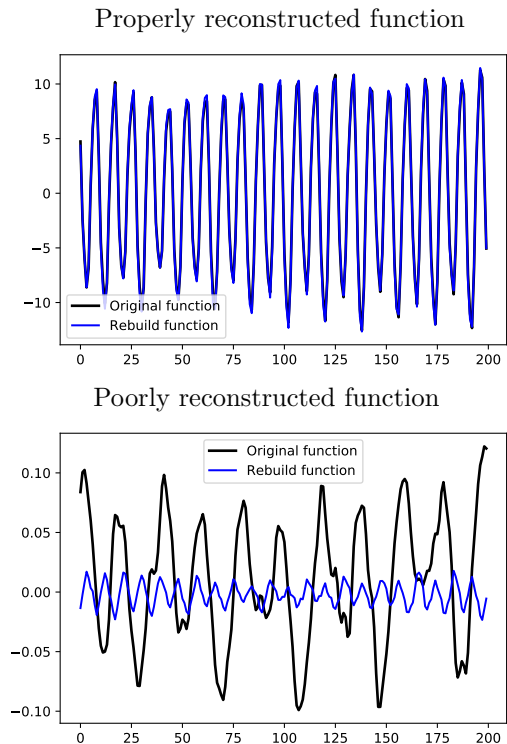 Properly reconstructed function
10
5
0
−5
−10
Original function
Rebuild function
0 25 50 75 100 125 150 175 200
Poorly reconstructed function
Original function
Rebuild function
0.10
0.05
0.00
−0.05
−0.10
0 25 50 75 100 125 150 175 200